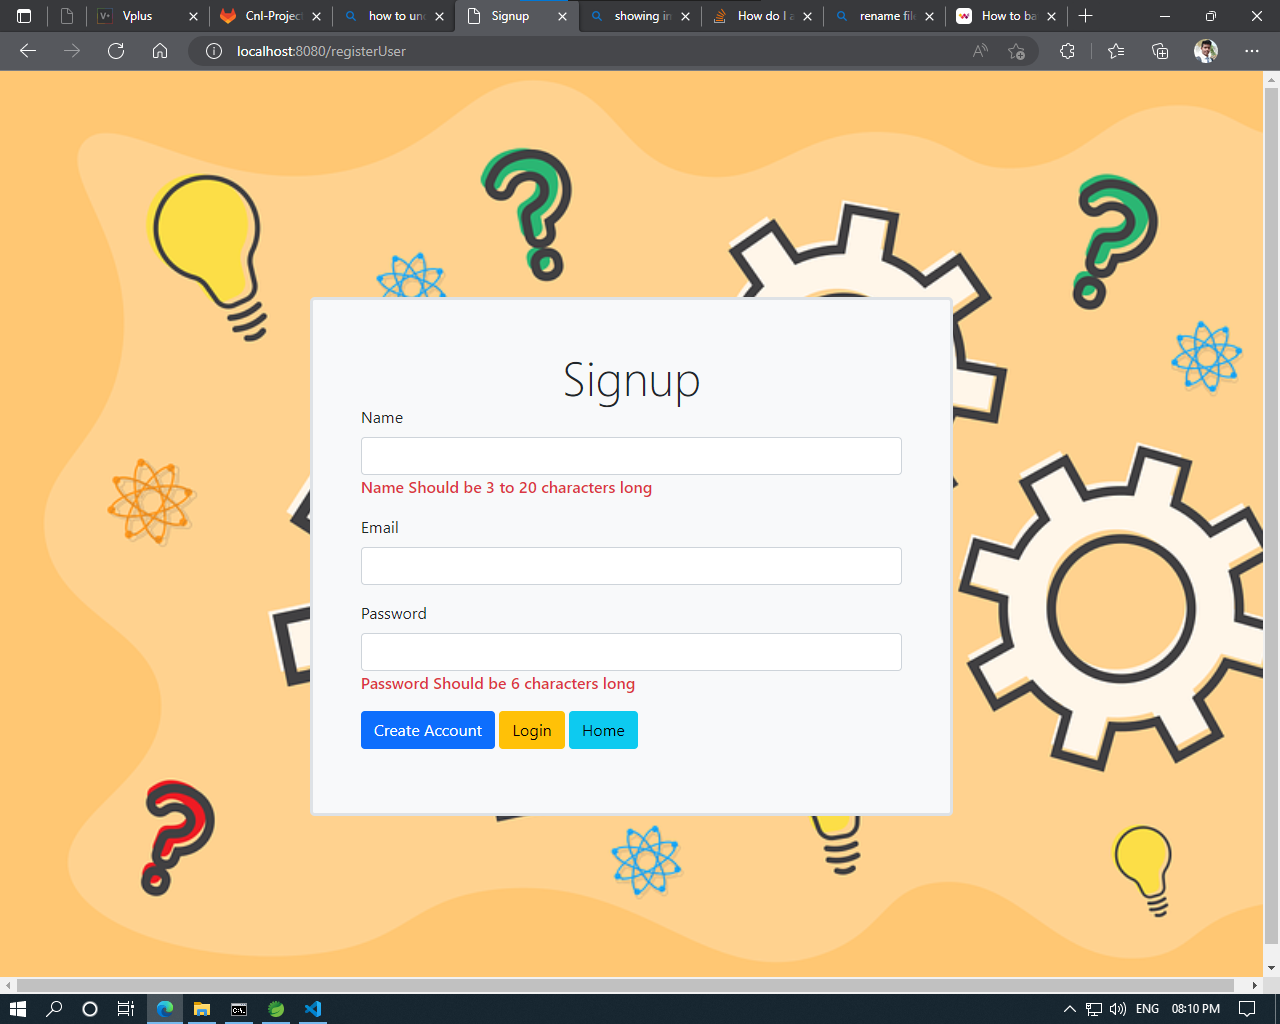 Vplus
Cnl-Project
how to und
Signup
showing in
How do I a
rename file
How to ba
localhost:8080/registerUser
Signup
Name
Name Should be 3 to 20 characters long
Email
Password
Password Should be 6 characters long
Create Account Login Home
ENG 08:10 PM